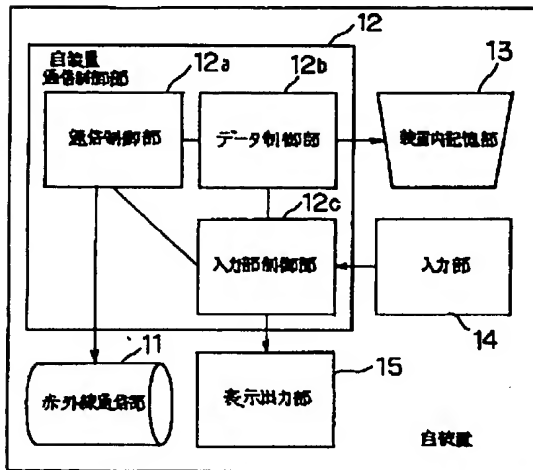 12
自装置
通信制御部
12a
12b
13
通信制御部
データ制御部
装置内記憶部
12c
入力部制御部
入力部
14
11
赤外線通信部
表示出力部
15
自装置